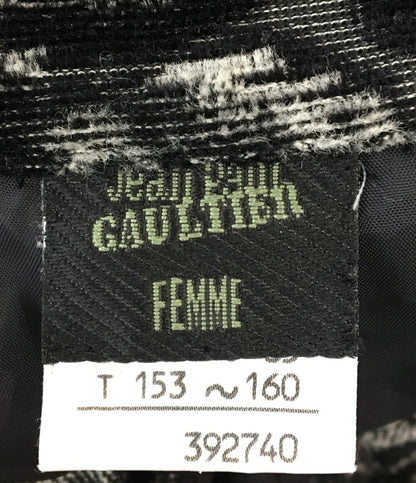 Jean Paul
GAULTIER
FEMME
T 153 ~ 160
392740